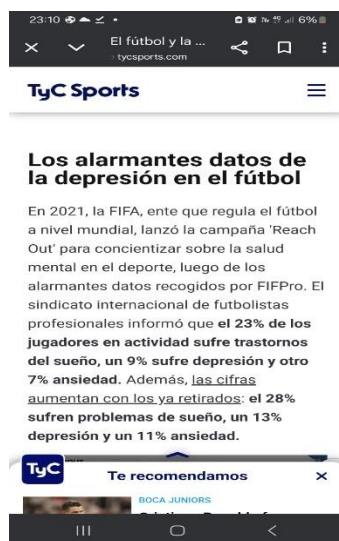 23:10
6%
El fútbol y la ...
tycsports.com
TyC Sports
Los alarmantes datos de
la depresión en el fútbol
En 2021, la FIFA, ente que regula el fútbol
a nivel mundial, lanzó la campaña 'Reach
Out' para concientizar sobre la salud
mental en el deporte, luego de los
alarmantes datos recogidos por FIFPro. El
sindicato internacional de futbolistas
profesionales informó que el 23% de los
jugadores en actividad sufre trastornos
del sueño, un 9% sufre depresión y otro
7% ansiedad. Además, las cifras
aumentan con los ya retirados: el 28%
sufren problemas de sueño, un 13%
depresión y un 11% ansiedad.
TyC
Te recomendamos
BOCA JUNIORS